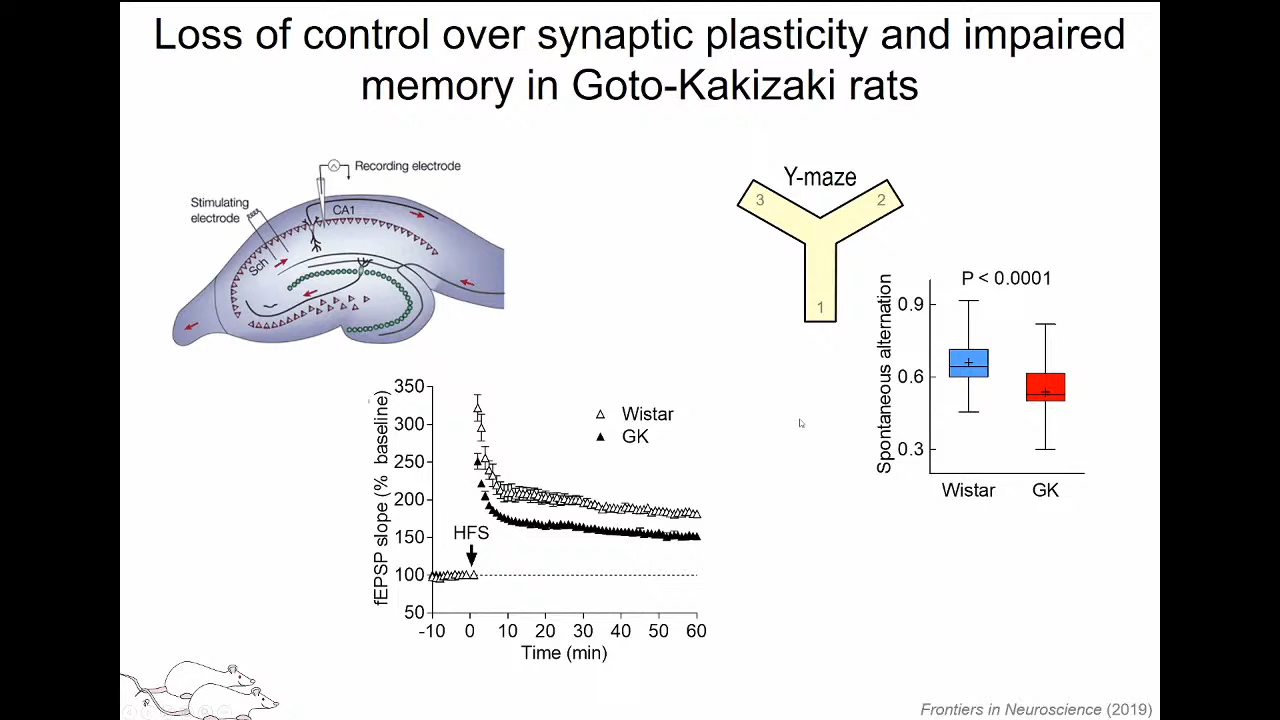 Loss of control over synaptic plasticity and impaired
memory in Goto-Kakizaki rats
Recording electrode
Stimulating
electrode
CA1
Sch
Y-maze
3
2
1
P < 0.0001
Spontaneous alternation
0.9
0.6
0.3
Wistar
GK
fEPSP slope (% baseline)
350
300
250
200
150
100
50
Wistar
GK
HFS
-10 0 10 20 30 40 50 60
Time (min)
Frontiers in Neuroscience (2019)